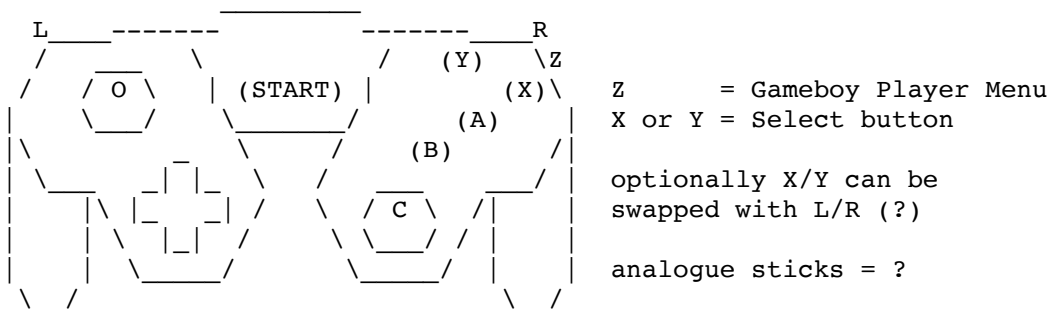 L R
(Y) Z
O (START) (X) Z = Gameboy Player Menu
(A) X or Y = Select button
(B)
optionally X/Y can be
C swapped with L/R (?)
analogue sticks = ?